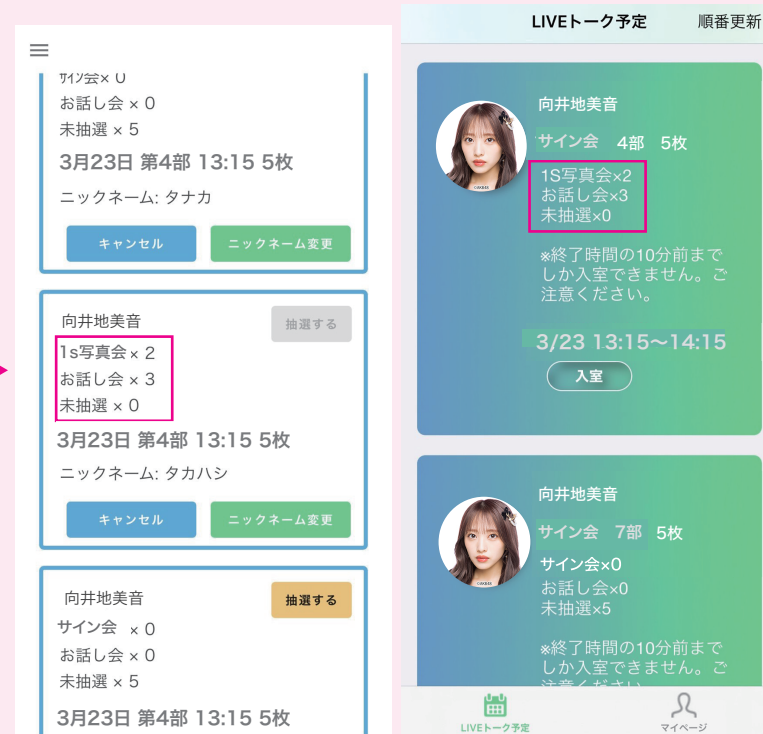 サイン会× 0
お話し会 × 0
未抽選 × 5
3月23日 第4部 13:15 5枚
ニックネーム: タナカ
キャンセル
ニックネーム変更
向井地美音
抽選する
1s写真会 × 2
お話し会 × 3
未抽選 × 0
3月23日 第4部 13:15 5枚
ニックネーム: タカハシ
キャンセル
ニックネーム変更
向井地美音
抽選する
サイン会 × 0
お話し会 × 0
未抽選 × 5
3月23日 第4部 13:15 5枚
LIVEトーク予定
順番更新
向井地美音
サイン会 4部 5枚
1S写真会×2
お話し会×3
未抽選×0
※終了時間の10分前まで
しか入室できません。ご
注意ください。
3/23 13:15〜14:15
入室
向井地美音
サイン会 7部 5枚
サイン会×0
お話し会×0
未抽選×5
※終了時間の10分前まで
しか入室できません。ご
注意ください
LIVEトーク予定
マイページ